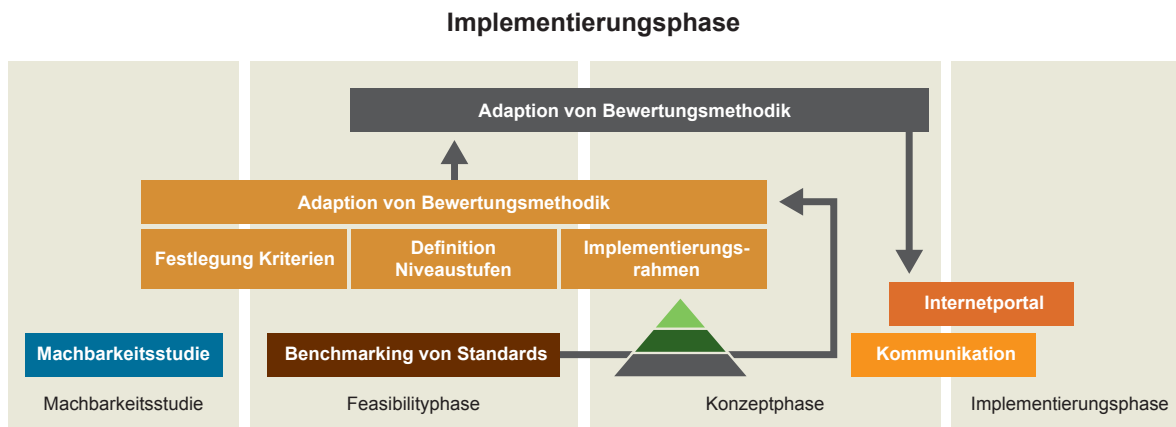 Implementierungsphase
Adaption von Bewertungsmethodik
Adaption von Bewertungsmethodik
Festlegung Kriterien
Definition
Niveaustufen
Implementierungs-
rahmen
Internetportal
Machbarkeitsstudie
Benchmarking von Standards
Kommunikation
Machbarkeitsstudie
Feasibilityphase
Konzeptphase
Implementierungsphase